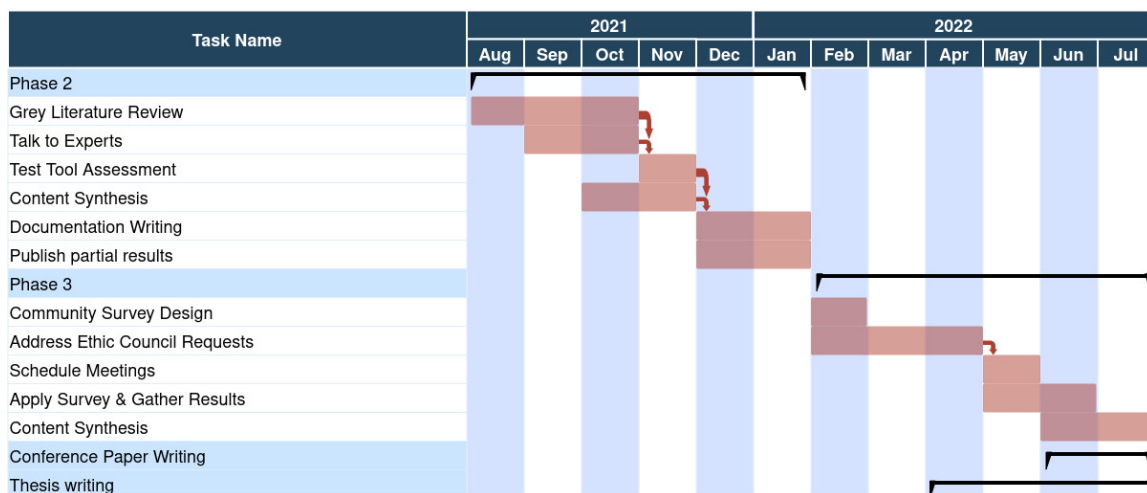 Task Name
2021
2022
Aug Sep Oct Nov Dec Jan Feb Mar Apr May Jun Jul
Phase 2
Grey Literature Review
Talk to Experts
Test Tool Assessment
Content Synthesis
Documentation Writing
Publish partial results
Phase 3
Community Survey Design
Address Ethic Council Requests
Schedule Meetings
Apply Survey & Gather Results
Content Synthesis
Conference Paper Writing
Thesis writing